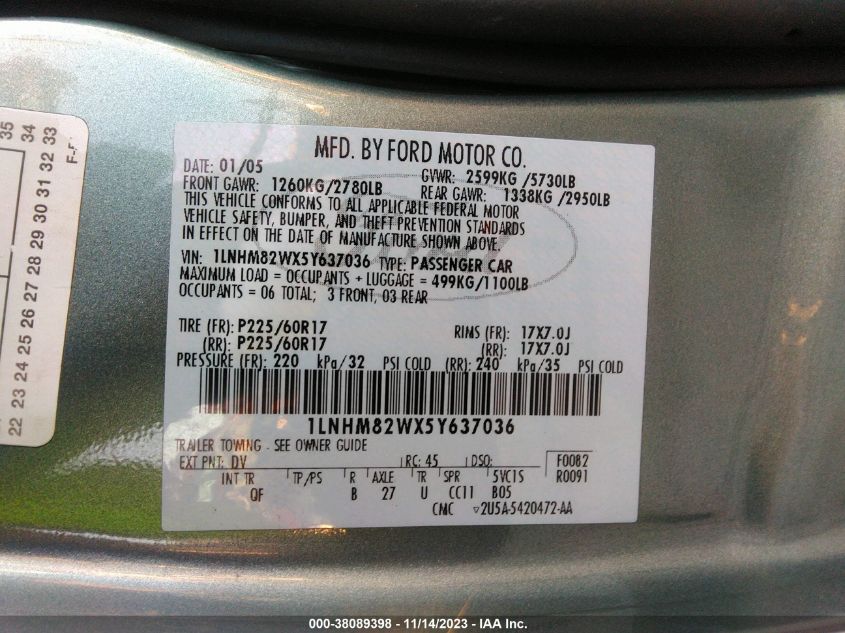 35
34
33
32
31
30
29
28
27
26
25
24
23
22
MFD. BY FORD MOTOR CO.
DATE: 01/05
GVWR: 2599KG /5730LB
FRONT GAWR: 1260KG/2780LB
REAR GAWR: 1338KG /2950LB
THIS VEHICLE CONFORMS TO ALL APPLICABLE FEDERAL MOTOR
VEHICLE SAFETY, BUMPER, AND THEFT PREVENTION STANDARDS
IN EFFECT ON THE DATE OF MANUFACTURE SHOWN ABOVE.
VIN: 1LNHM82WX5Y637036 TYPE: PASSENGER CAR
MAXIMUM LOAD = OCCUPANTS + LUGGAGE = 499KG/1100LB
OCCUPANTS = 06 TOTAL; 3 FRONT, 03 REAR
TIRE (FR): P225/60R17 RIMS (FR): 17X7.0J
(RR): P225/60R17 (RR): 17X7.0J
PRESSURE (FR): 220 kPa/32 PSI COLD (RR): 240 kPa/35 PSI COLD
1LNHM82WX5Y637036
TRAILER TOWING - SEE OWNER GUIDE
EXT PNT: DV RC: 45 DSO: F0082
R0091
INT TR TP/PS R AXLE TR SPR 5VC1S
QF B 27 U CC11 B05
CMC ▽2U5A-5420472-AA
000-38089398 - 11/14/2023 - IAA Inc.